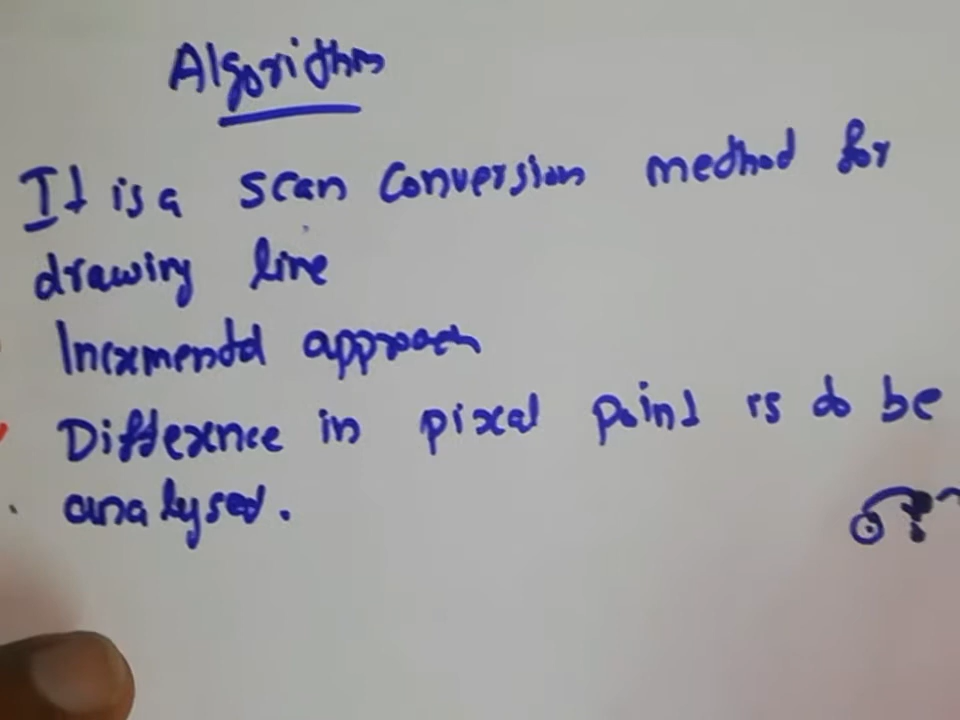 Algorithm
It is a scan conversion method for
drawing line
Incremental approach
Difference in pixel point is to be
analysed.